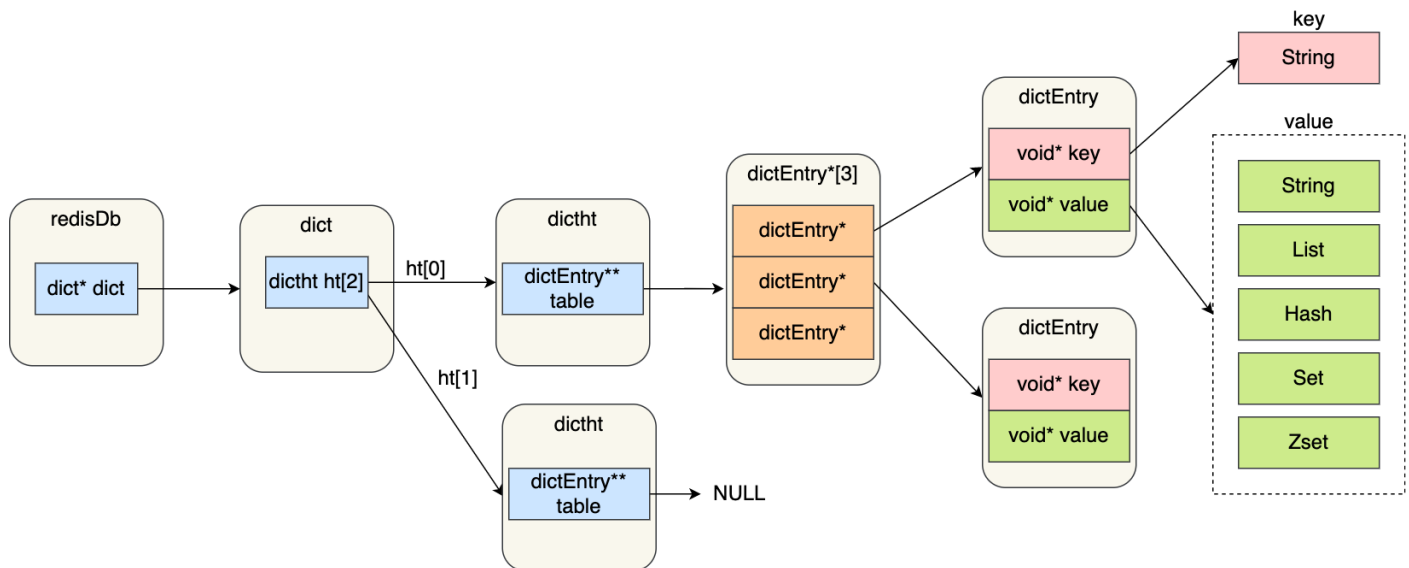 redisDb
dict* dict
dict
dictht ht[2]
ht[0]
ht[1]
dictht
dictEntry**
table
dictht
dictEntry**
table
NULL
dictEntry*[3]
dictEntry*
dictEntry*
dictEntry*
dictEntry
void* key
void* value
dictEntry
void* key
void* value
key
String
value
String
List
Hash
Set
Zset